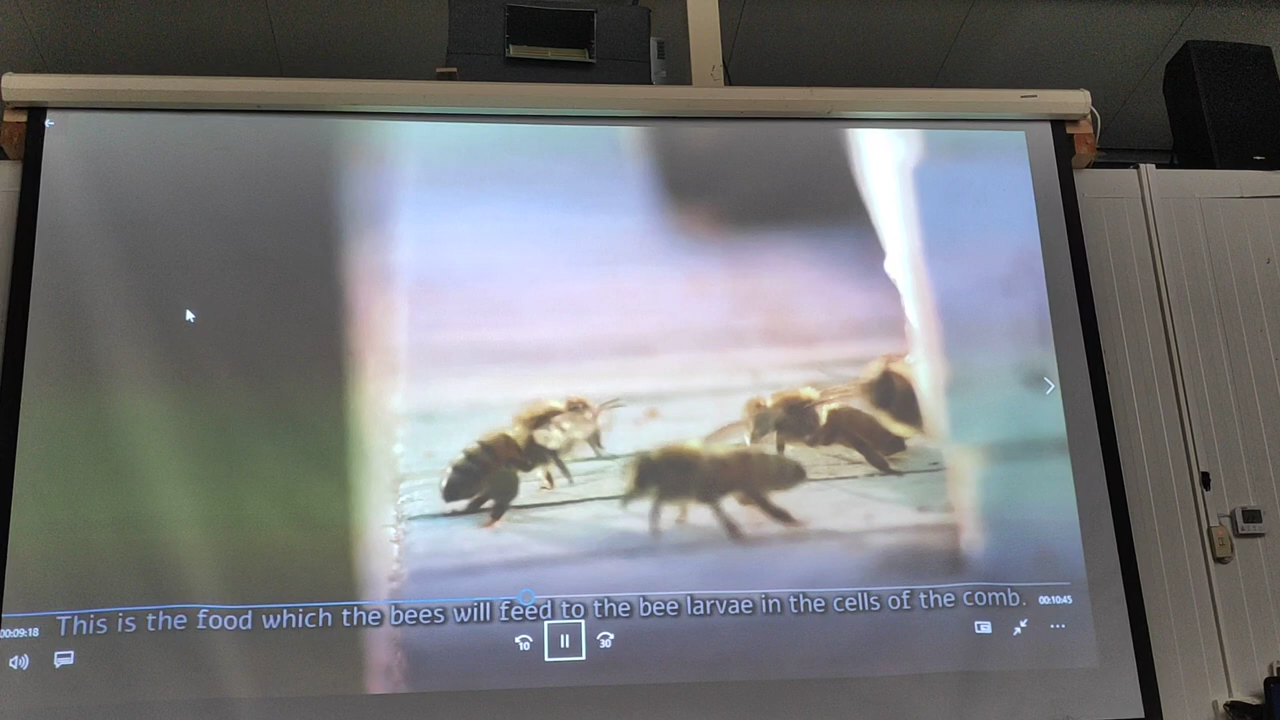 This is the food which the bees will feed to the bee larvae in the cells of the comb.
00:09:18
00:10:45
10
30